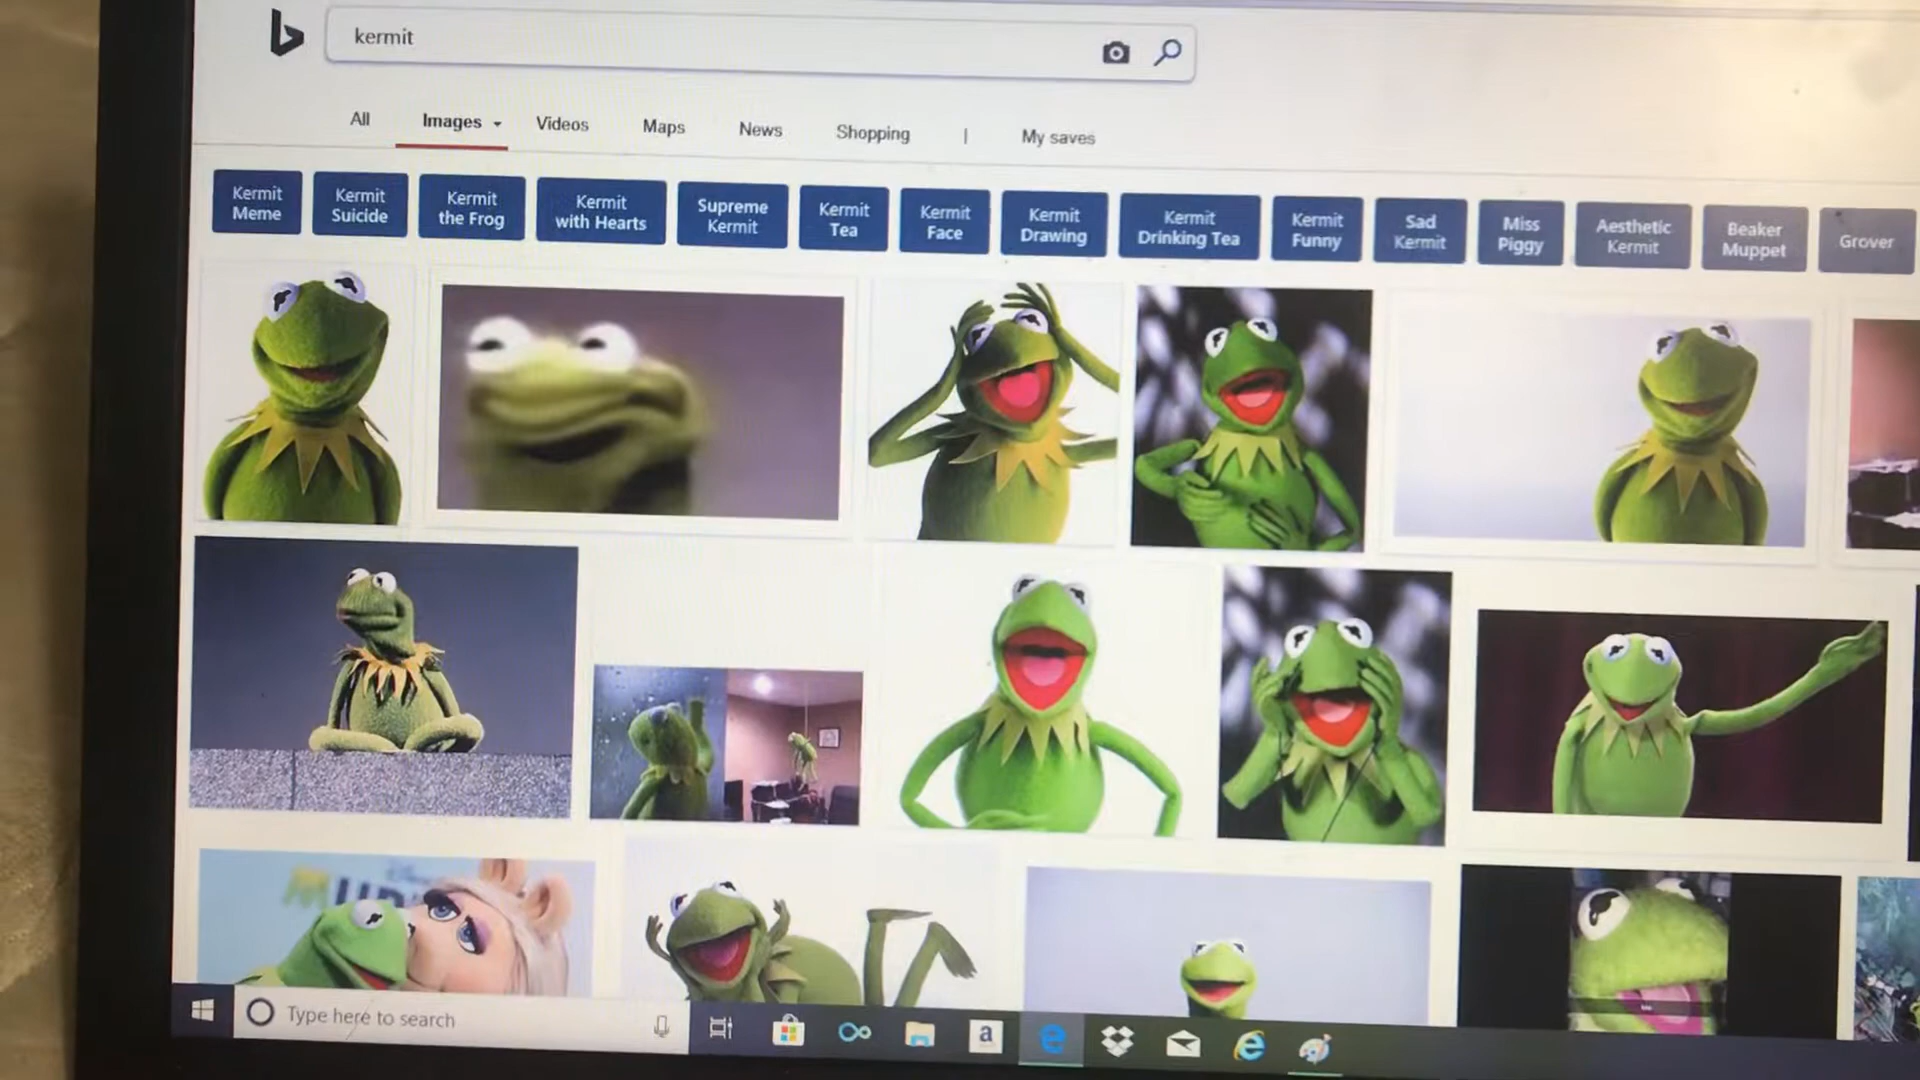 kermit
All Images Videos Maps News Shopping | My saves
Kermit
Meme
Kermit
Suicide
Kermit
the Frog
Kermit
with Hearts
Supreme
Kermit
Kermit
Tea
Kermit
Face
Kermit
Drawing
Kermit
Drinking Tea
Kermit
Funny
Sad
Kermit
Miss
Piggy
Aesthetic
Kermit
Beaker
Muppet
Grover
Type here to search
a